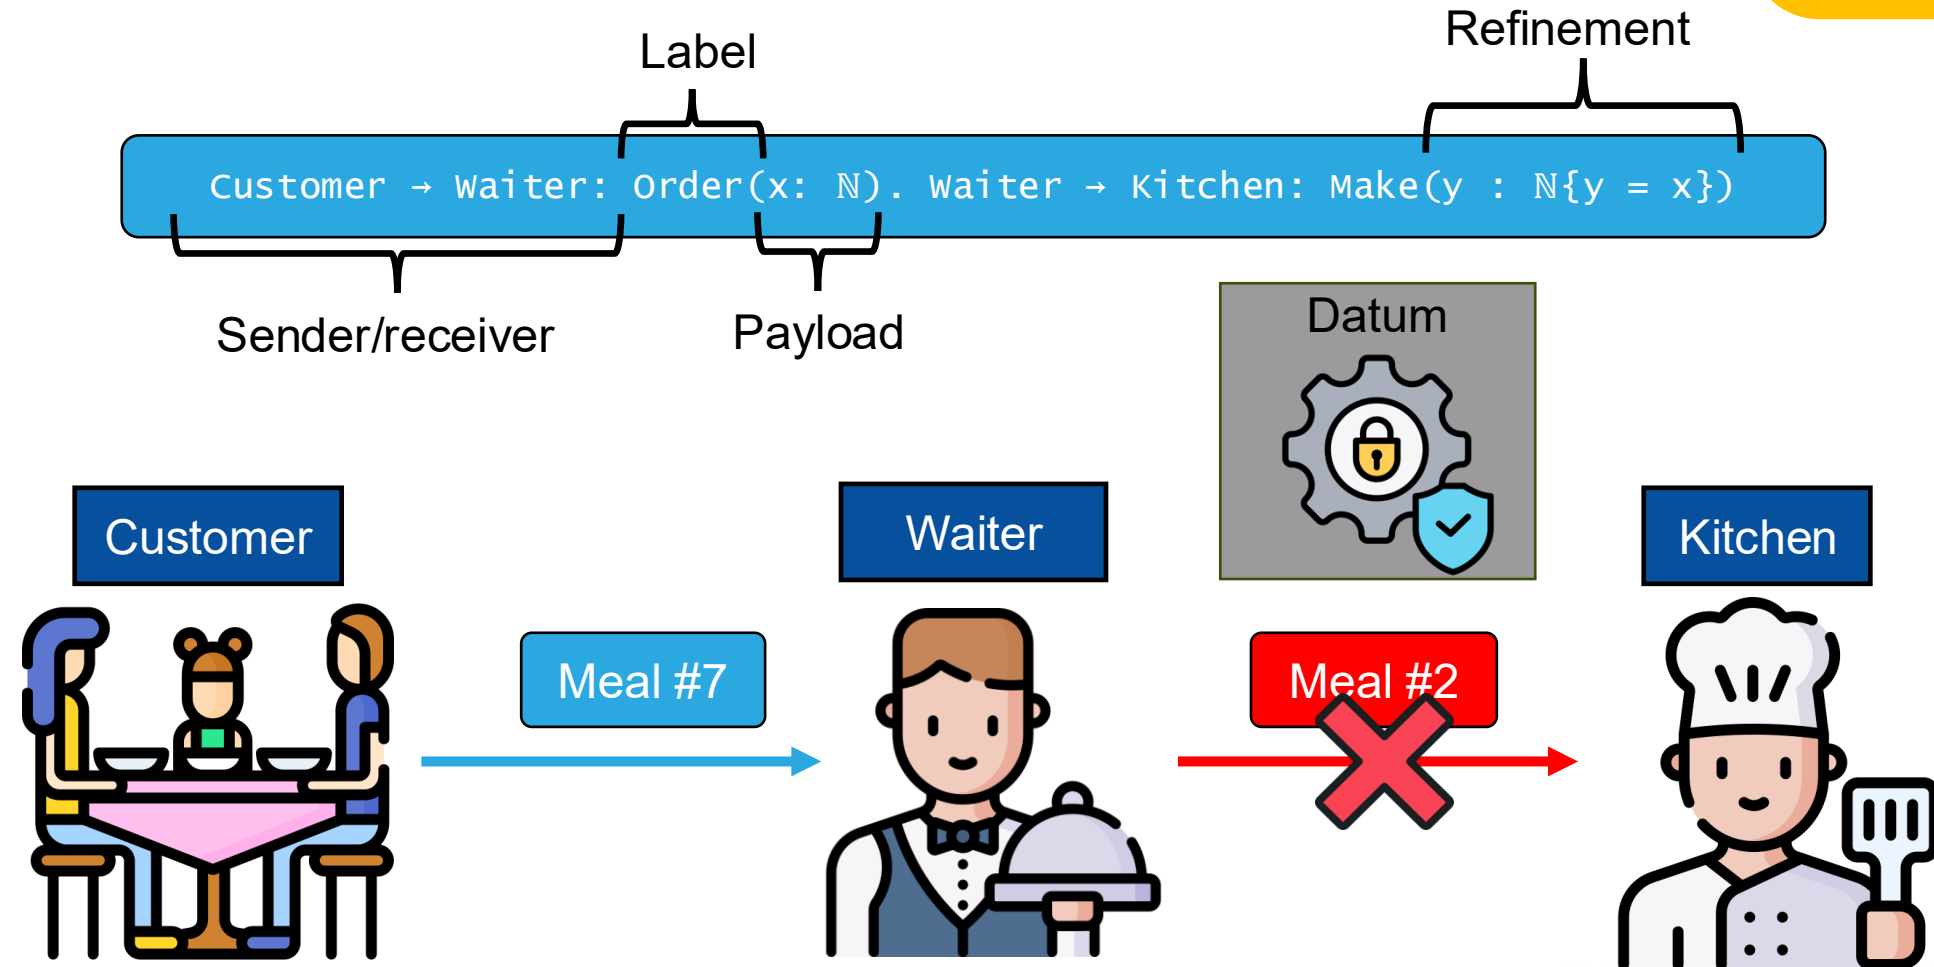 Refinement
Label
Customer → Waiter: Order(x: ℕ). Waiter → Kitchen: Make(y : ℕ{y = x})
Sender/receiver
Payload
Datum
Customer
Waiter
Kitchen
Meal #7
Meal #2